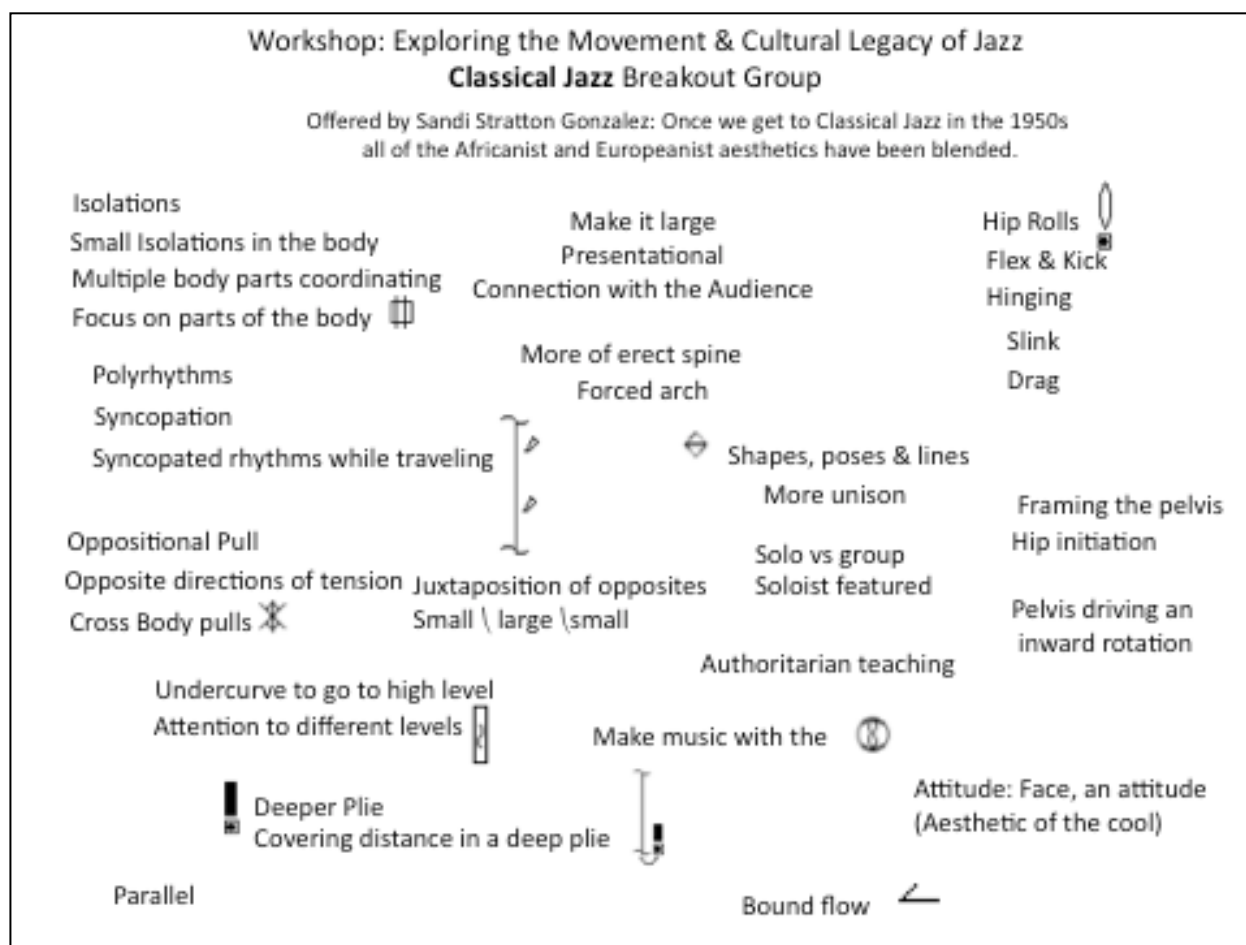 Workshop: Exploring the Movement & Cultural Legacy of Jazz
Classical Jazz Breakout Group
Offered by Sandi Stratton Gonzalez: Once we get to Classical Jazz in the 1950s
all of the Africanist and Europeanist aesthetics have been blended.
Isolations
Small Isolations in the body
Multiple body parts coordinating
Focus on parts of the body
Make it large
Presentational
Connection with the Audience
Hip Rolls
Flex & Kick
Hinging
Slink
Drag
More of erect spine
Forced arch
Polyrhythms
Syncopation
Syncopated rhythms while traveling
Shapes, poses & lines
More unison
Framing the pelvis
Hip initiation
Solo vs group
Soloist featured
Oppositional Pull
Opposite directions of tension
Cross Body pulls
Juxtaposition of opposites
Small \ large \small
Pelvis driving an
inward rotation
Authoritarian teaching
Undercurve to go to high level
Attention to different levels
Make music with the
Attitude: Face, an attitude
(Aesthetic of the cool)
Deeper Plie
Covering distance in a deep plie
Parallel
Bound flow